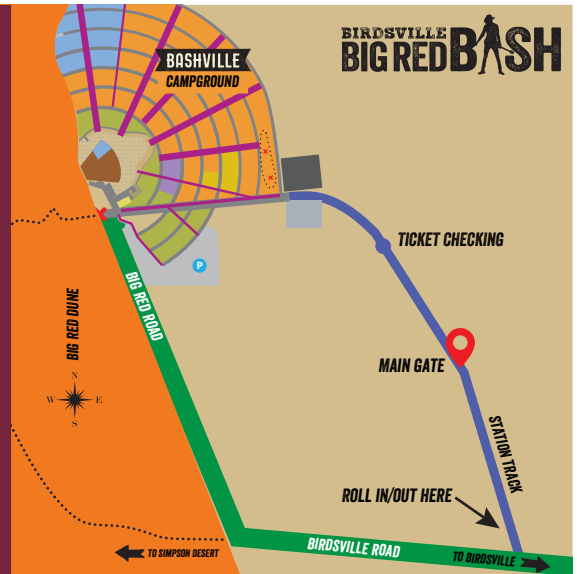 BIRDSVILLE
BIG RED BASH
BASHVILLE
CAMPGROUND
TICKET CHECKING
P
BIG RED ROAD
BIG RED DUNE
MAIN GATE
N
W E
S
STATION TRACK
ROLL IN/OUT HERE
BIRDSVILLE ROAD
TO BIRDSVILLE
TO SIMPSON DESERT